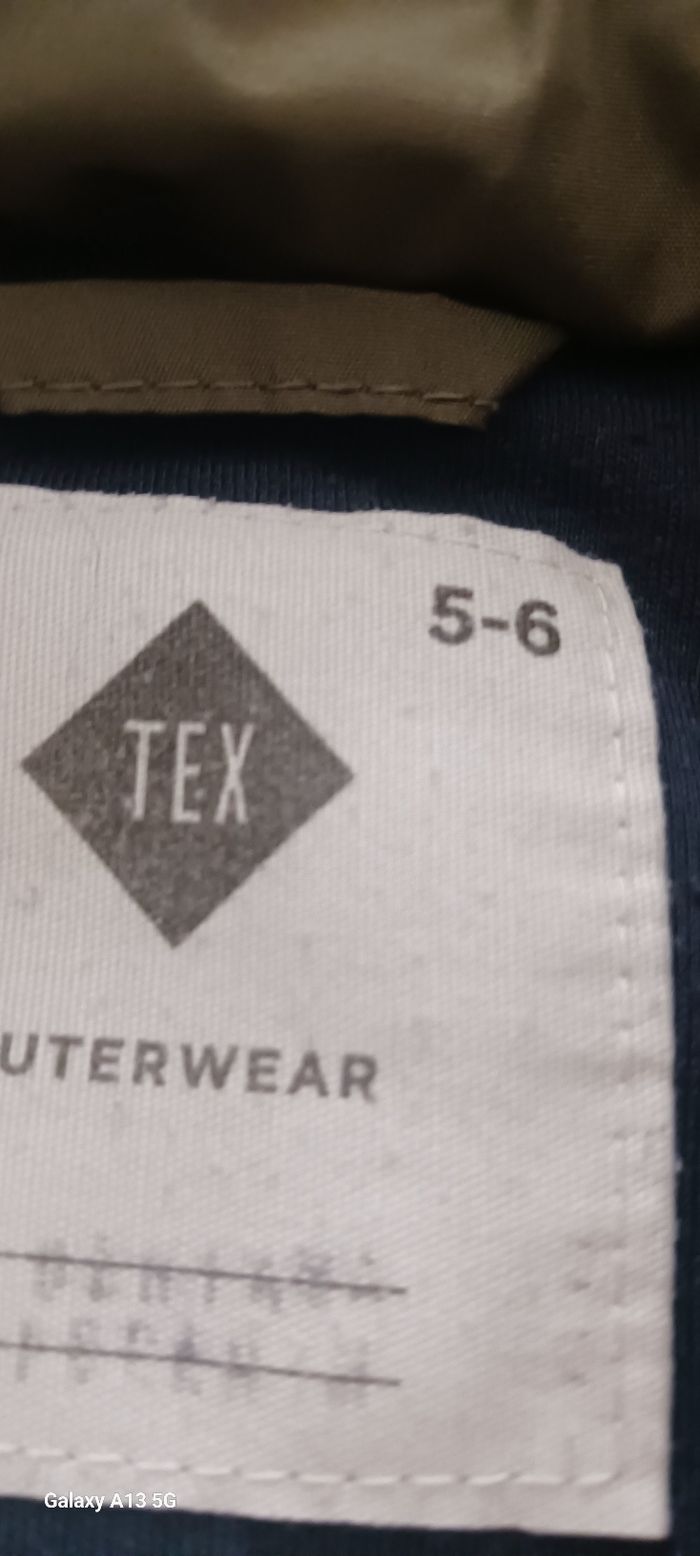 5-6
TEX
UTERWEAR
Galaxy A13 5G